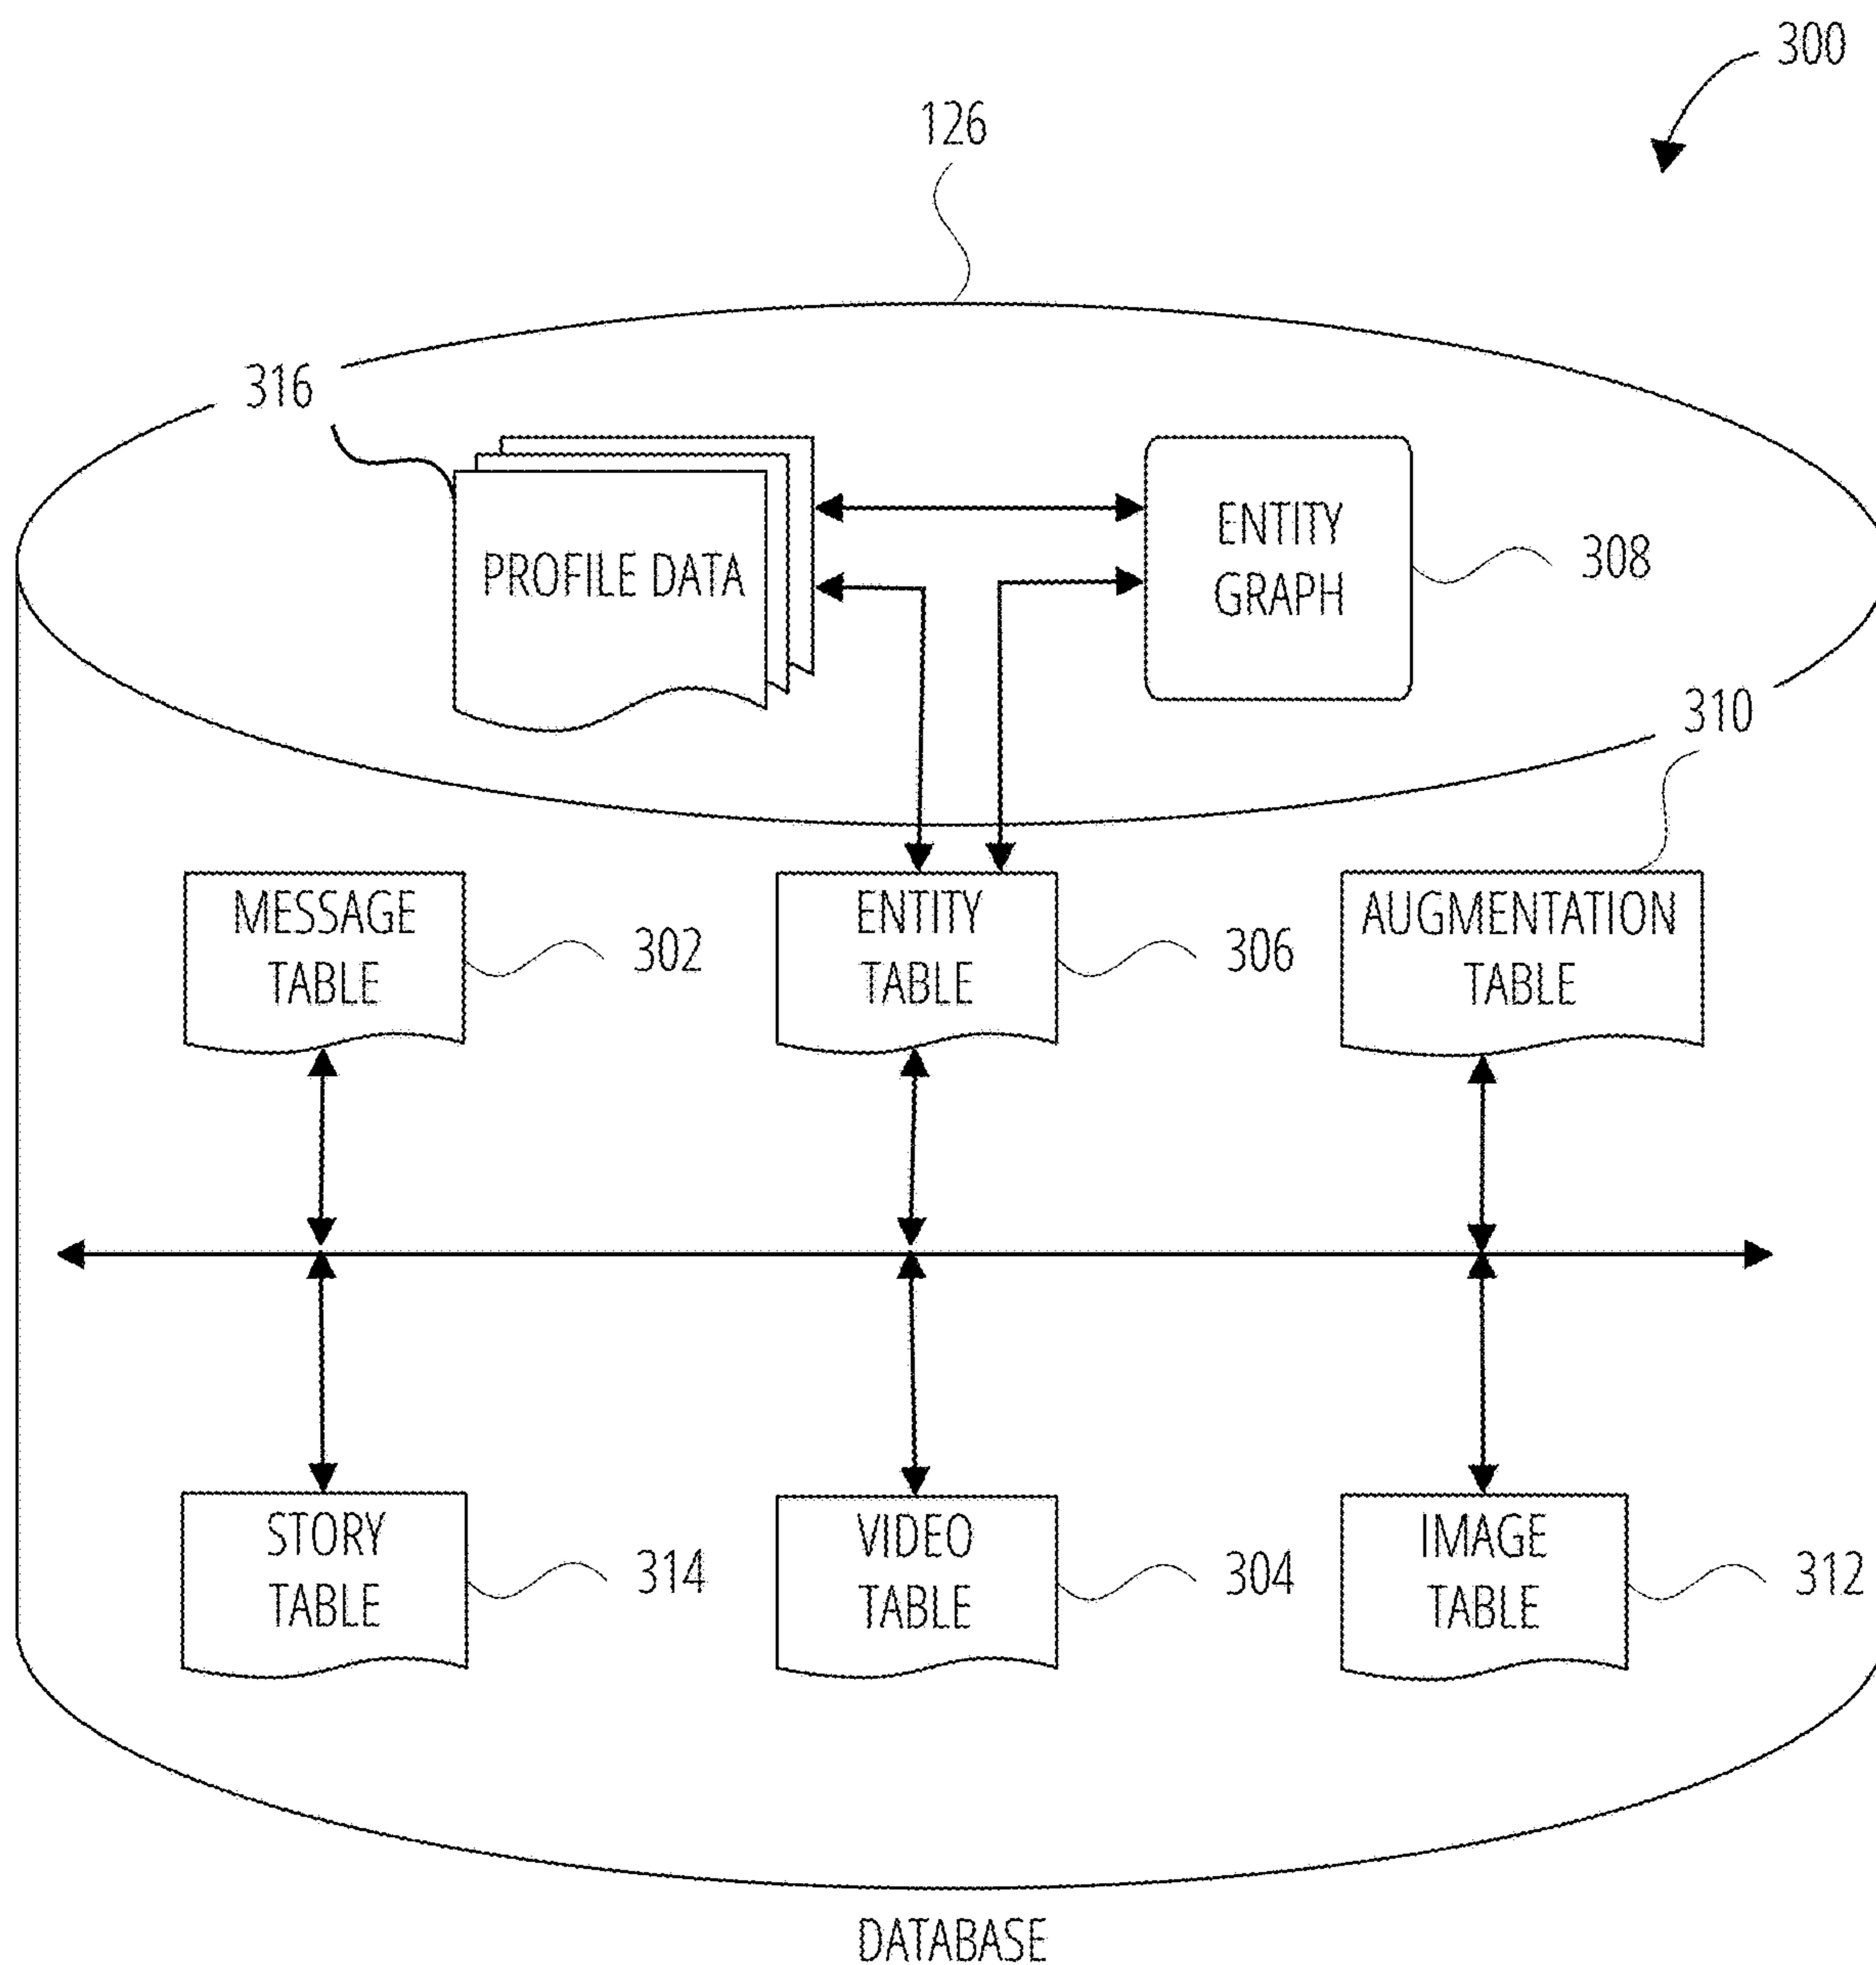 300
126
316
PROFILE DATA
ENTITY
GRAPH
308
310
MESSAGE
TABLE
302
ENTITY
TABLE
306
AUGMENTATION
TABLE
STORY
TABLE
314
VIDEO
TABLE
304
IMAGE
TABLE
312
DATABASE